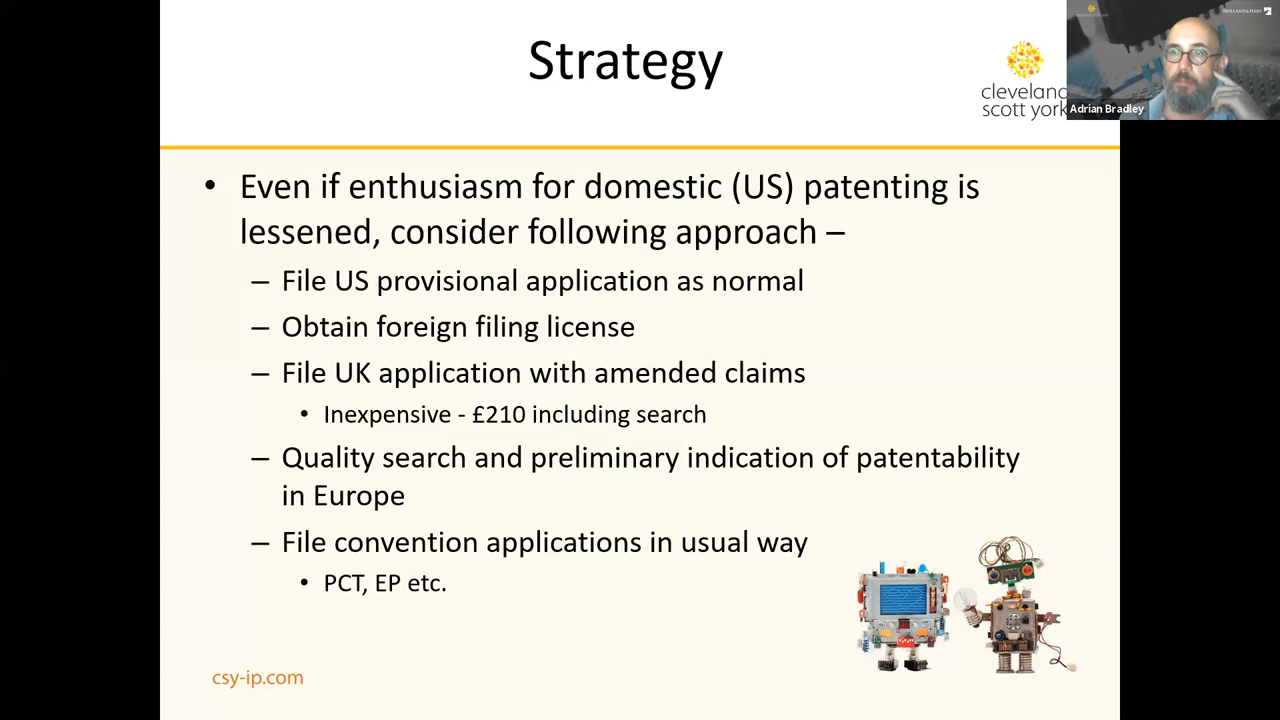 Strategy
cleveland
scott york
HOLLAND & HART
Adrian Bradley
• Even if enthusiasm for domestic (US) patenting is
lessened, consider following approach –
– File US provisional application as normal
– Obtain foreign filing license
– File UK application with amended claims
• Inexpensive - £210 including search
– Quality search and preliminary indication of patentability
in Europe
– File convention applications in usual way
• PCT, EP etc.
csy-ip.com